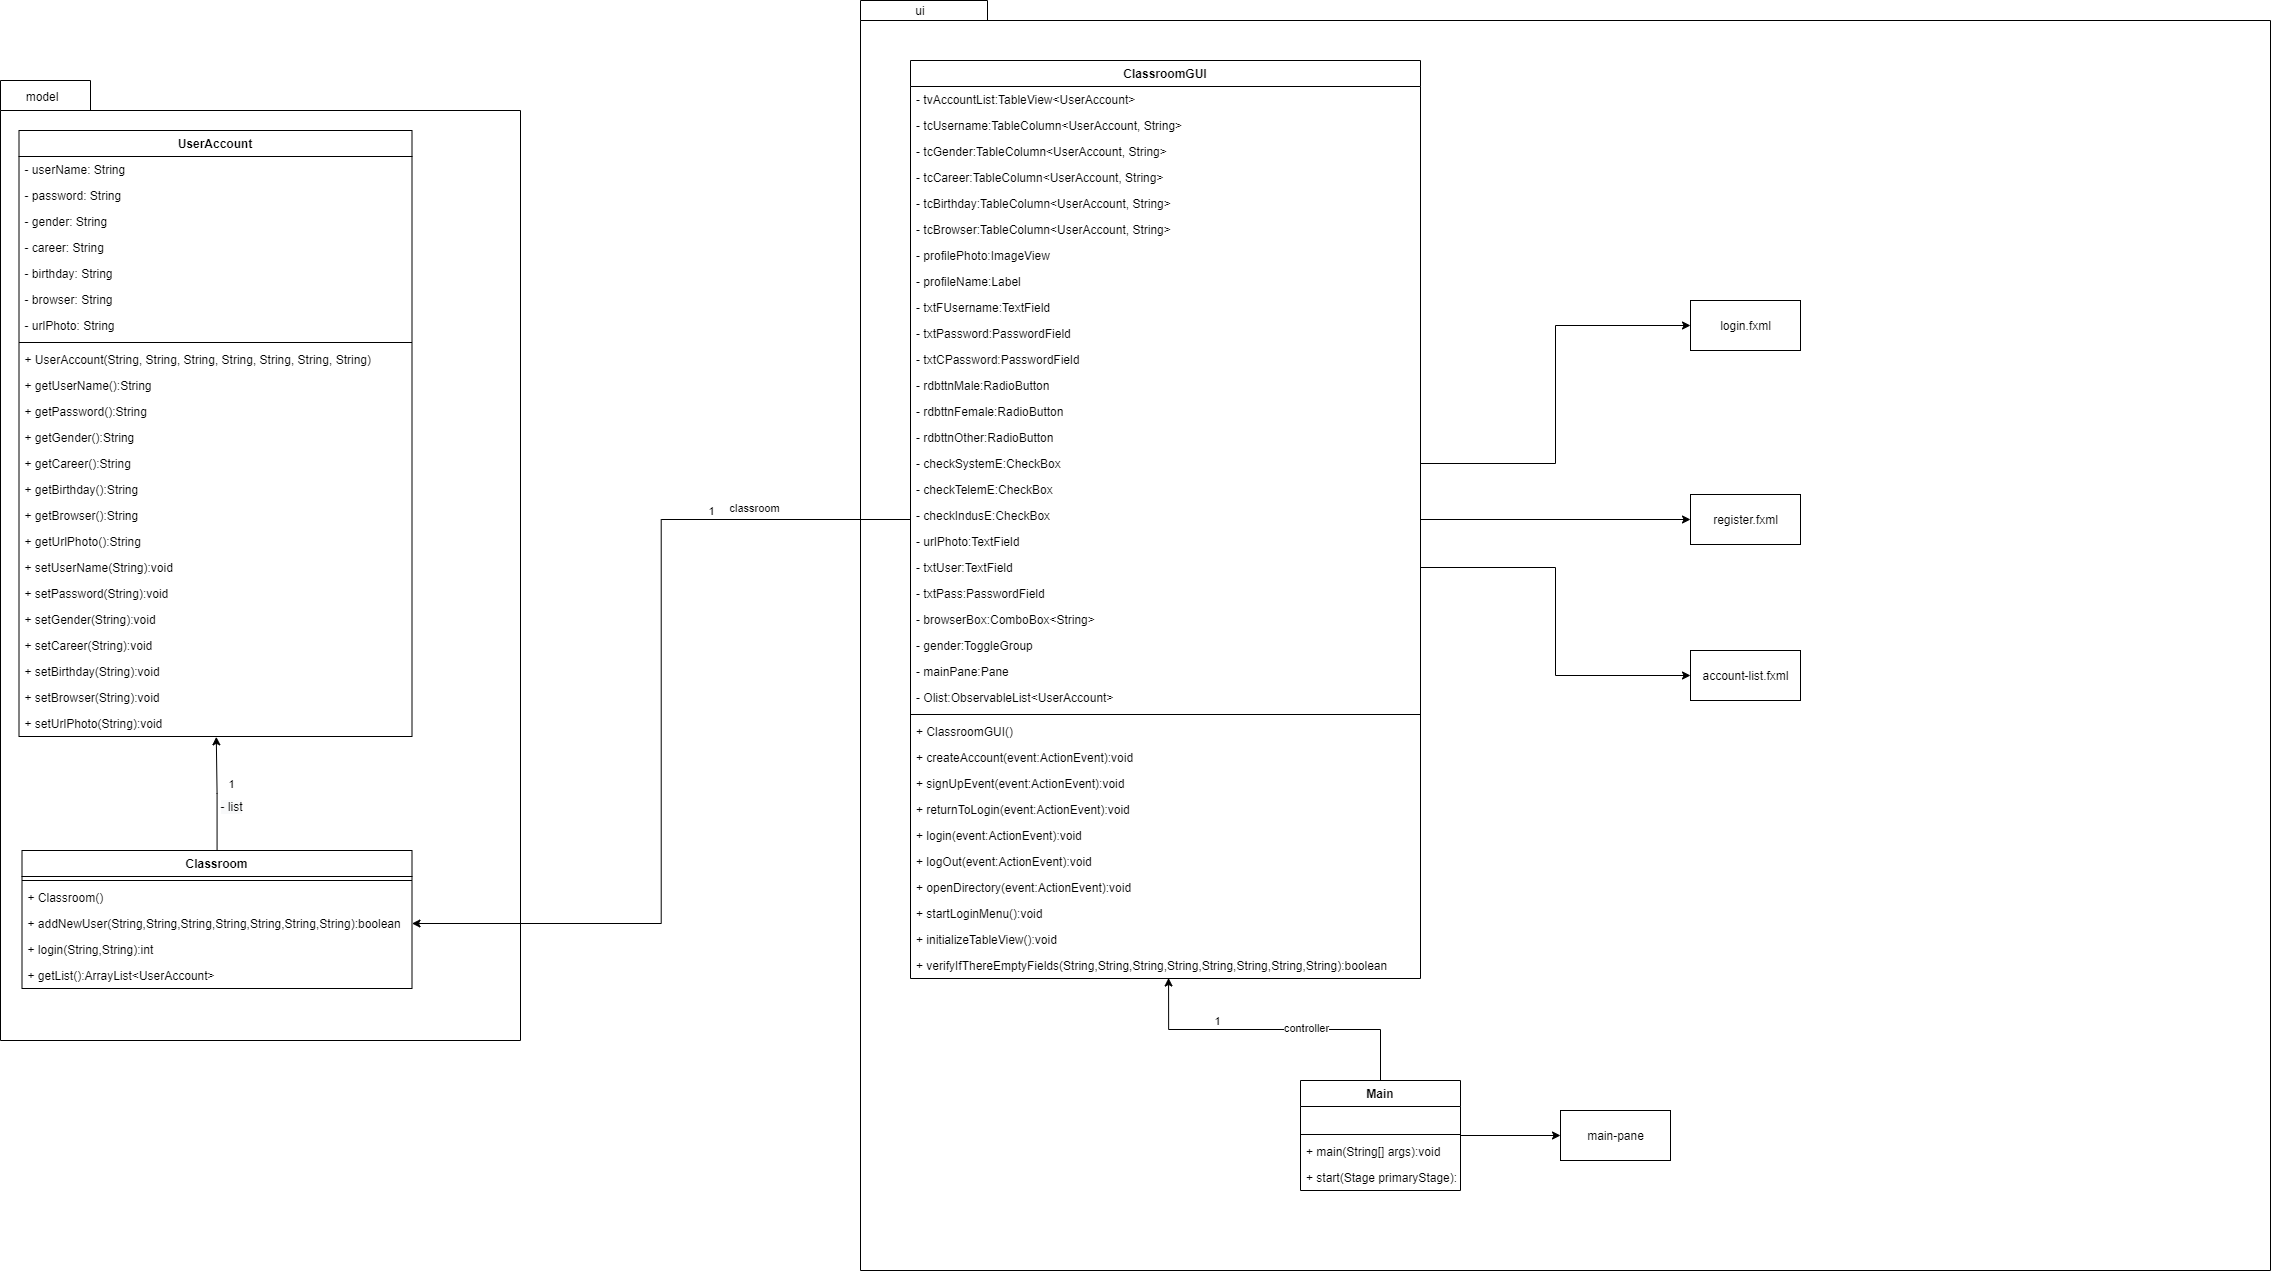 model
UserAccount
- userName: String
- password: String
- gender: String
- career: String
- birthday: String
- browser: String
- urlPhoto: String
+ UserAccount(String, String, String, String, String, String, String)
+ getUserName():String
+ getPassword():String
+ getGender():String
+ getCareer():String
+ getBirthday():String
+ getBrowser():String
+ getUrlPhoto():String
+ setUserName(String):void
+ setPassword(String):void
+ setGender(String):void
+ setCareer(String):void
+ setBirthday(String):void
+ setBrowser(String):void
+ setUrlPhoto(String):void
1
- list
Classroom
+ Classroom()
+ addNewUser(String,String,String,String,String,String,String):boolean
+ login(String,String):int
+ getList():ArrayList<UserAccount>
1 classroom
ui
ClassroomGUI
- tvAccountList:TableView<UserAccount>
- tcUsername:TableColumn<UserAccount, String>
- tcGender:TableColumn<UserAccount, String>
- tcCareer:TableColumn<UserAccount, String>
- tcBirthday:TableColumn<UserAccount, String>
- tcBrowser:TableColumn<UserAccount, String>
- profilePhoto:ImageView
- profileName:Label
- txtFUsername:TextField
- txtPassword:PasswordField
- txtCPassword:PasswordField
- rdbttnMale:RadioButton
- rdbttnFemale:RadioButton
- rdbttnOther:RadioButton
- checkSystemE:CheckBox
- checkTelemE:CheckBox
- checkIndusE:CheckBox
- urlPhoto:TextField
- txtUser:TextField
- txtPass:PasswordField
- browserBox:ComboBox<String>
- gender:ToggleGroup
- mainPane:Pane
- Olist:ObservableList<UserAccount>
+ ClassroomGUI()
+ createAccount(event:ActionEvent):void
+ signUpEvent(event:ActionEvent):void
+ returnToLogin(event:ActionEvent):void
+ login(event:ActionEvent):void
+ logOut(event:ActionEvent):void
+ openDirectory(event:ActionEvent):void
+ startLoginMenu():void
+ initializeTableView():void
+ verifyIfThereEmptyFields(String,String,String,String,String,String,String,String):boolean
login.fxml
register.fxml
account-list.fxml
1
controller
Main
+ main(String[] args):void
+ start(Stage primaryStage):
main-pane